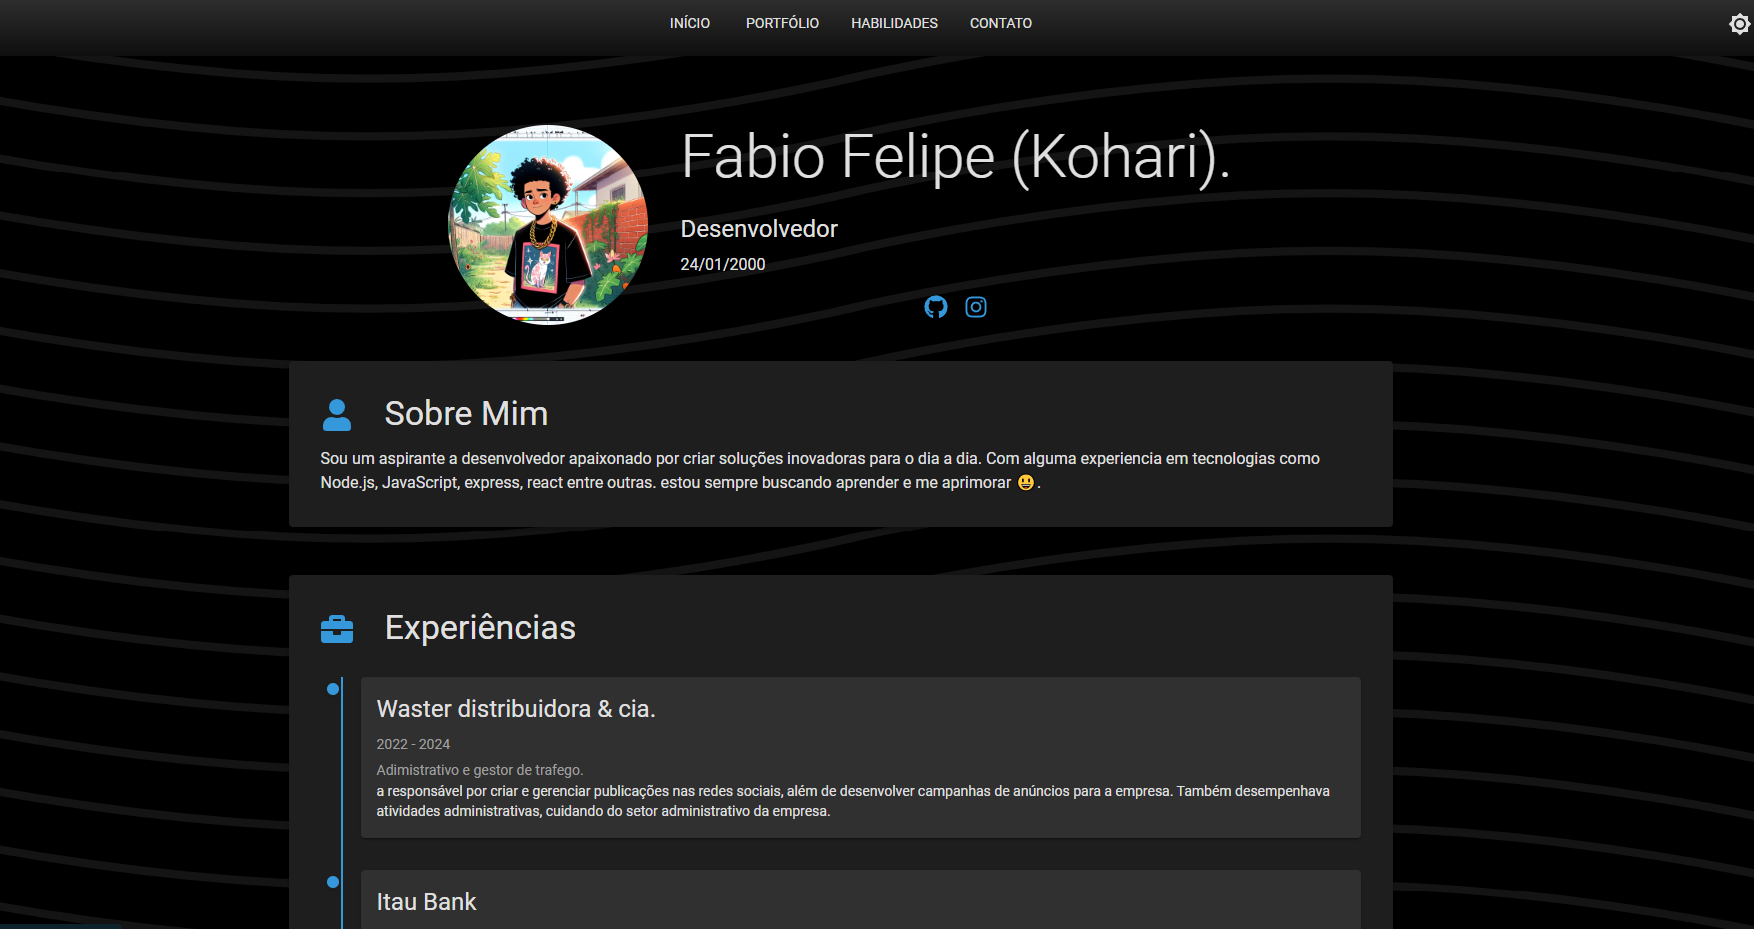 INÍCIO PORTFÓLIO HABILIDADES CONTATO
Fabio Felipe (Kohari).
Desenvolvedor
24/01/2000
Sobre Mim
Sou um aspirante a desenvolvedor apaixonado por criar soluções inovadoras para o dia a dia. Com alguma experiencia em tecnologias como
Node.js, JavaScript, express, react entre outras. estou sempre buscando aprender e me aprimorar 😃.
Experiências
Waster distribuidora & cia.
2022 - 2024
Adimistrativo e gestor de trafego.
a responsável por criar e gerenciar publicações nas redes sociais, além de desenvolver campanhas de anúncios para a empresa. Também desempenhava
atividades administrativas, cuidando do setor administrativo da empresa.
Itau Bank